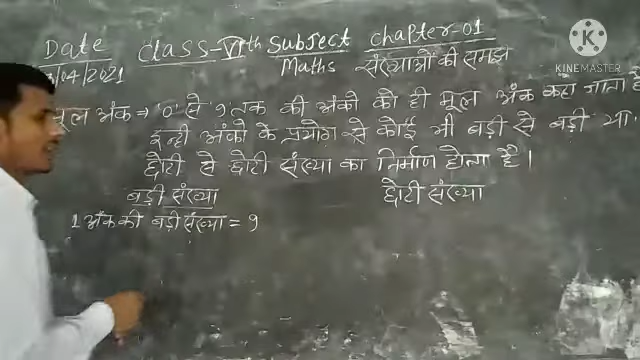 Date class-VIth Subject chapter-01
/04/2021 Maths संख्याओं की समझ
मूल अंक → '0' से 9 तक की अंको को ही मूल अंक कहा जाता है
इन्ही अंको के प्रयोग से कोई भी बड़ी से बड़ी या
छोटी से छोटी संख्या का निर्माण होता है।
बड़ी संख्या छोटी संख्या
1 अंक की बड़ी संख्या = 9
KINEMASTER